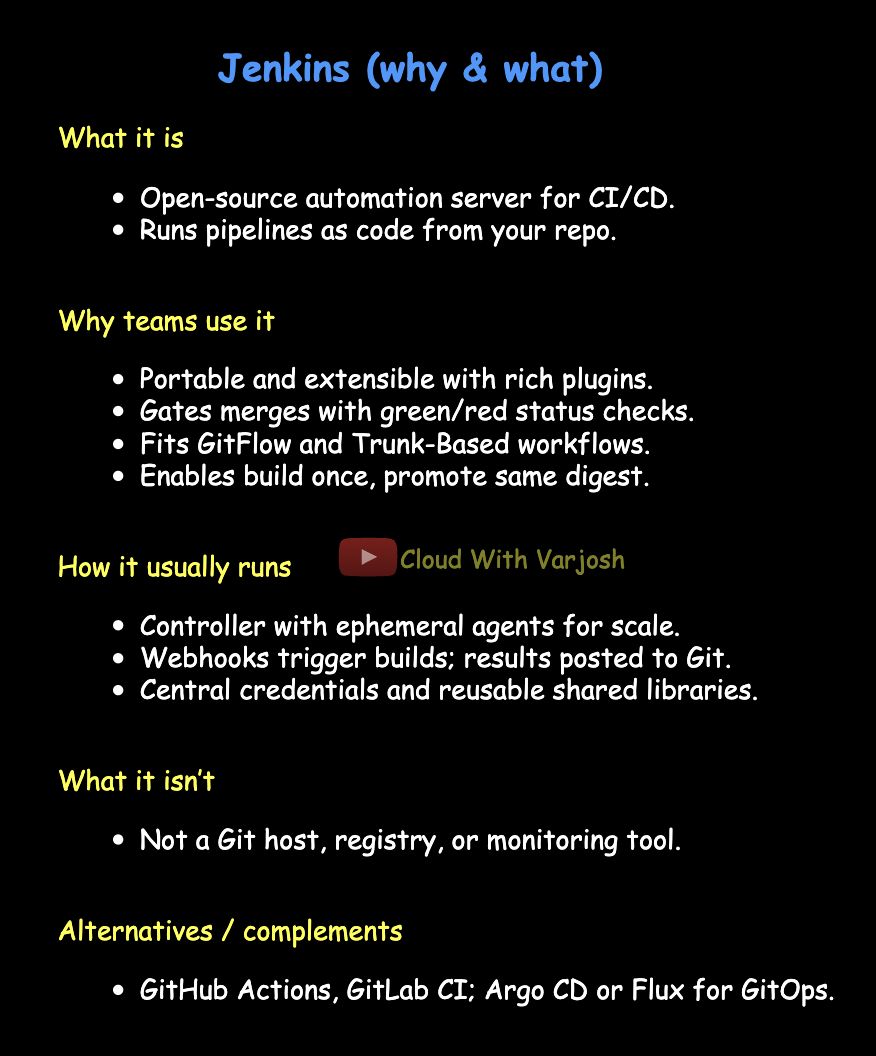 Jenkins (why & what)
What it is
• Open-source automation server for CI/CD.
• Runs pipelines as code from your repo.
Why teams use it
• Portable and extensible with rich plugins.
• Gates merges with green/red status checks.
• Fits GitFlow and Trunk-Based workflows.
• Enables build once, promote same digest.
How it usually runs
Cloud With Varjosh
• Controller with ephemeral agents for scale.
• Webhooks trigger builds; results posted to Git.
• Central credentials and reusable shared libraries.
What it isn’t
• Not a Git host, registry, or monitoring tool.
Alternatives / complements
• GitHub Actions, GitLab CI; Argo CD or Flux for GitOps.